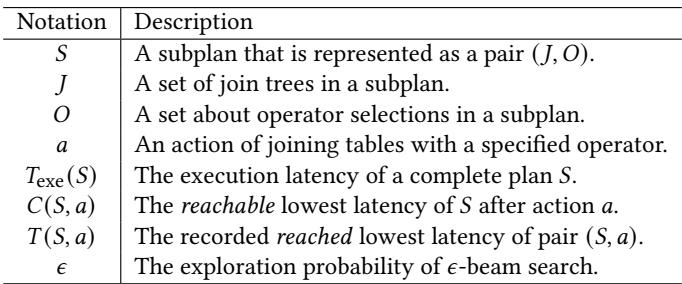 Notation Description
S A subplan that is represented as a pair (J, O).
J A set of join trees in a subplan.
O A set about operator selections in a subplan.
a An action of joining tables with a specified operator.
T_exe(S) The execution latency of a complete plan S.
C(S, a) The reachable lowest latency of S after action a.
T(S, a) The recorded reached lowest latency of pair (S, a).
ϵ The exploration probability of ϵ-beam search.